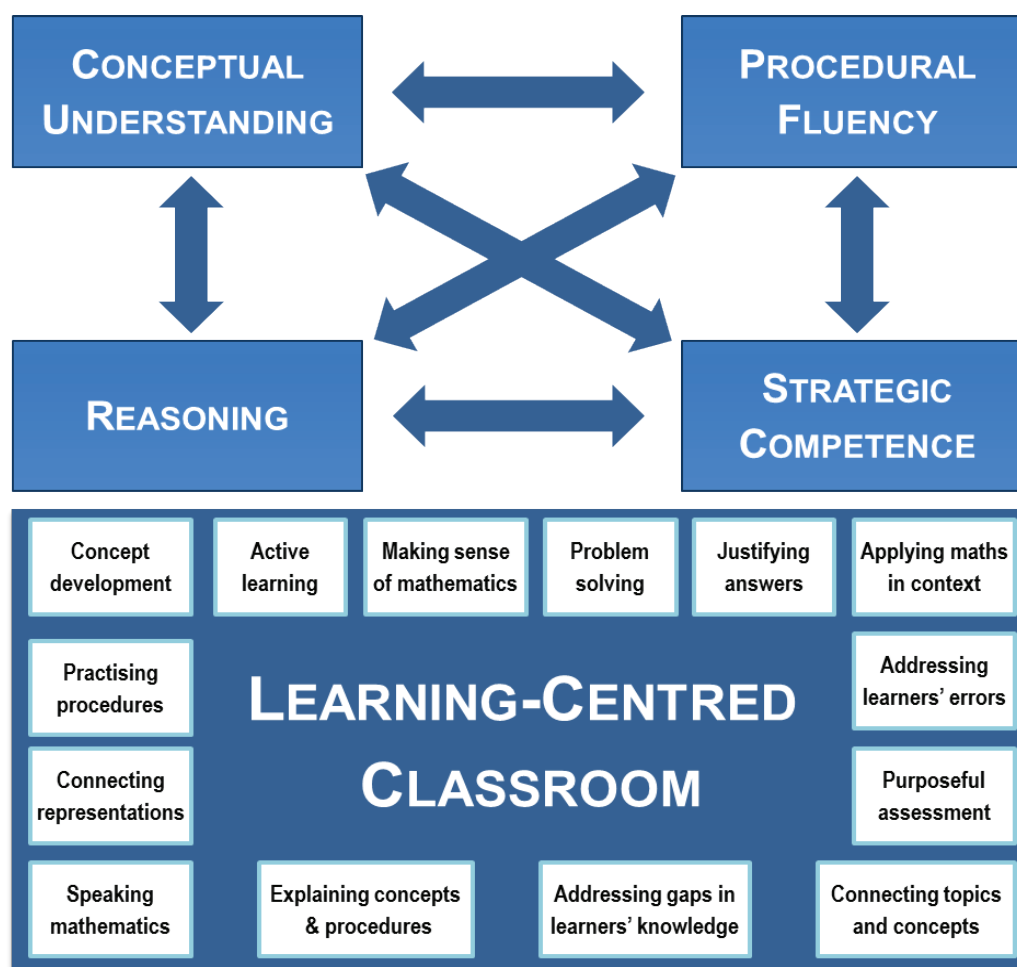 CONCEPTUAL
UNDERSTANDING
PROCEDURAL
FLUENCY
REASONING
STRATEGIC
COMPETENCE
Concept
development
Active
learning
Making sense
of mathematics
Problem
solving
Justifying
answers
Applying maths
in context
Practising
procedures
LEARNING-CENTRED
CLASSROOM
Addressing
learners’ errors
Connecting
representations
Purposeful
assessment
Speaking
mathematics
Explaining concepts
& procedures
Addressing gaps in
learners’ knowledge
Connecting topics
and concepts